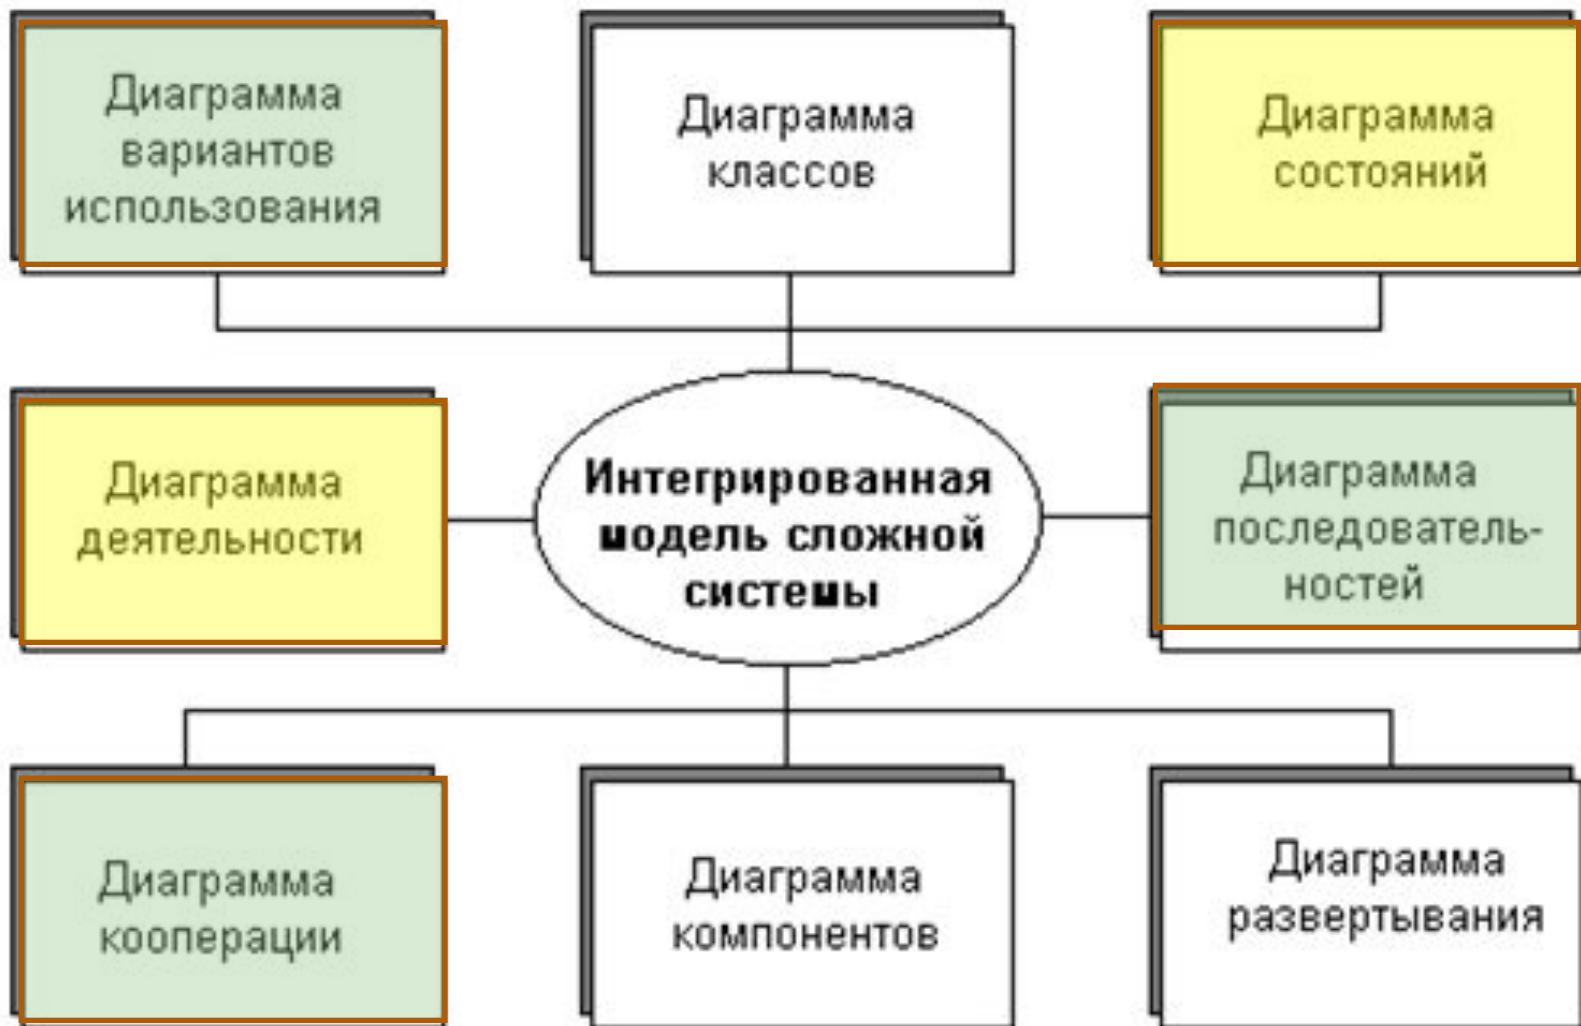 Диаграмма
вариантов
использования
Диаграмма
классов
Диаграмма
состояний
Диаграмма
деятельности
Интегрированная
модель сложной
системы
Диаграмма
последователь-
ностей
Диаграмма
кооперации
Диаграмма
компонентов
Диаграмма
развертывания